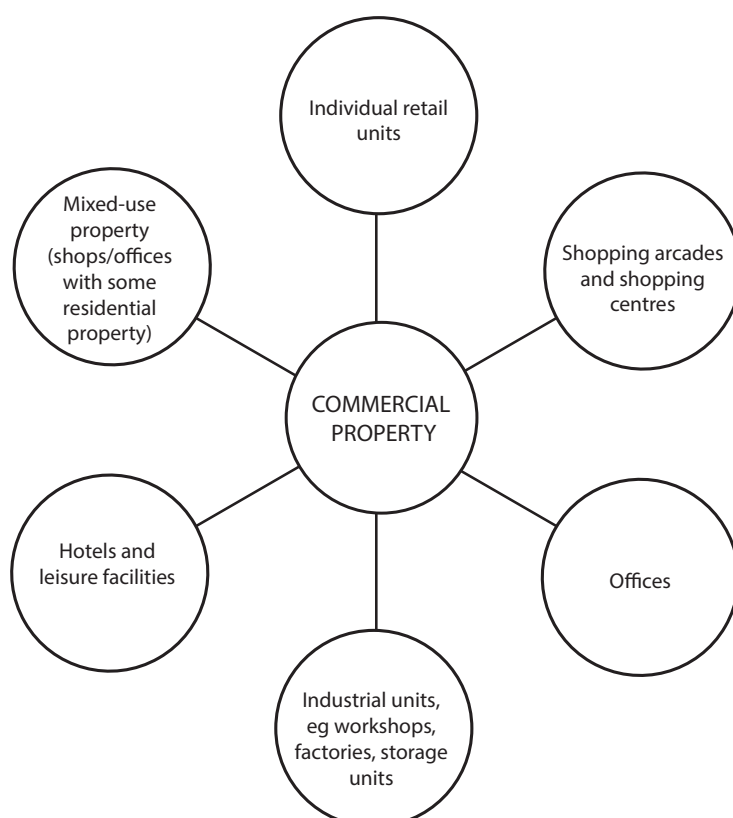 Individual retail
units
Mixed-use
property
(shops/offices
with some
residential
property)
Shopping arcades
and shopping
centres
COMMERCIAL
PROPERTY
Hotels and
leisure facilities
Offices
Industrial units,
eg workshops,
factories, storage
units